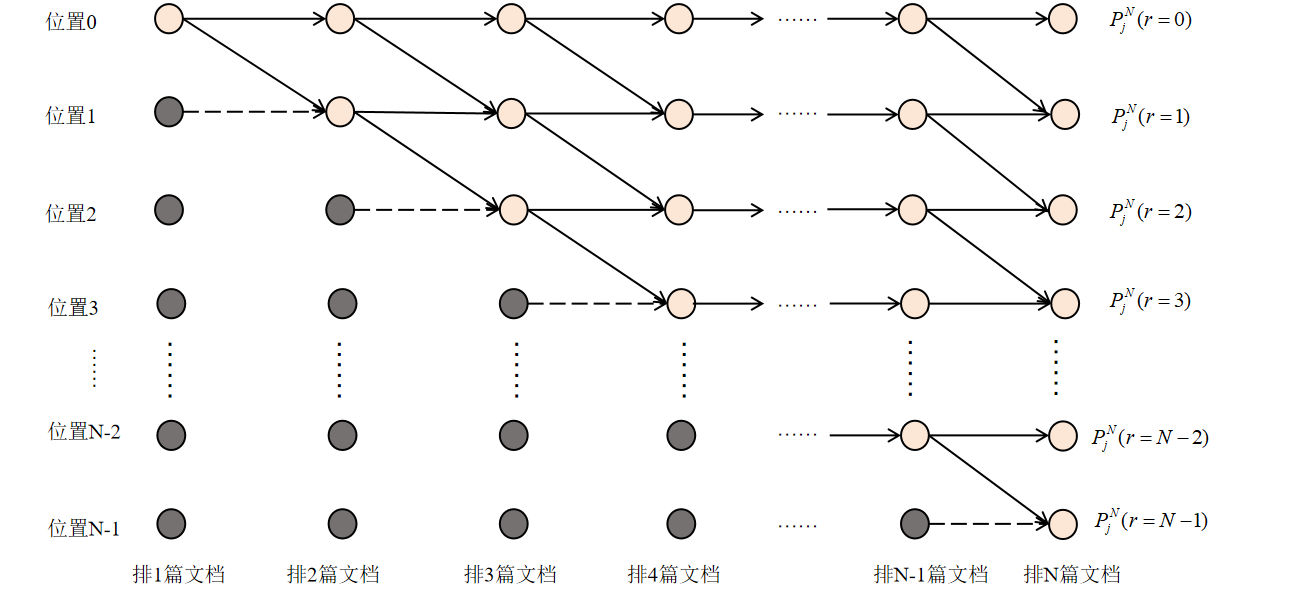 位置0 ...... P_j^N(r=0)
位置1 ...... P_j^N(r=1)
位置2 ...... P_j^N(r=2)
位置3 ...... P_j^N(r=3)
位置N-2 ...... P_j^N(r=N-2)
位置N-1 ...... P_j^N(r=N-1)
排1篇文档 排2篇文档 排3篇文档 排4篇文档 排N-1篇文档 排N篇文档